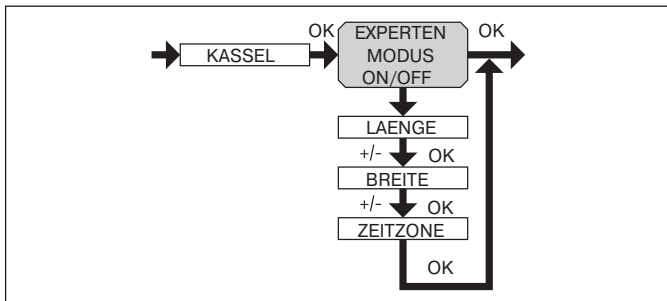 OK
EXPERTEN
MODUS
ON/OFF
OK
KASSEL
LAENGE
+/- OK
BREITE
+/- OK
ZEITZONE
OK